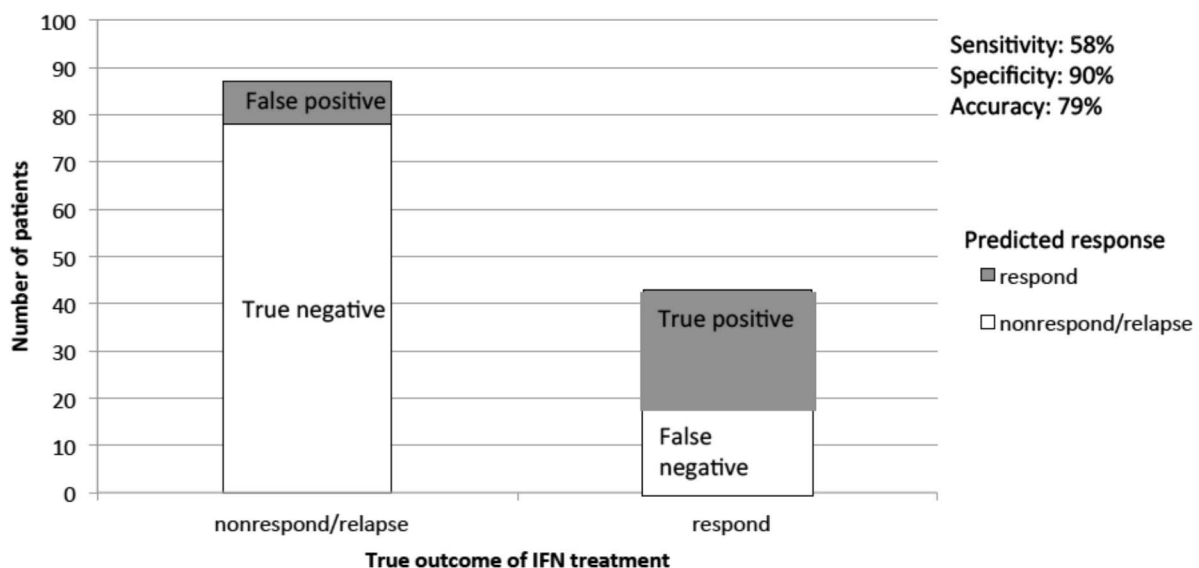 100
90
80
70
60
50
40
30
20
10
0
Number of patients
False positive
True negative
True positive
False
negative
nonrespond/relapse
respond
True outcome of IFN treatment
Sensitivity: 58%
Specificity: 90%
Accuracy: 79%
Predicted response
respond
nonrespond/relapse